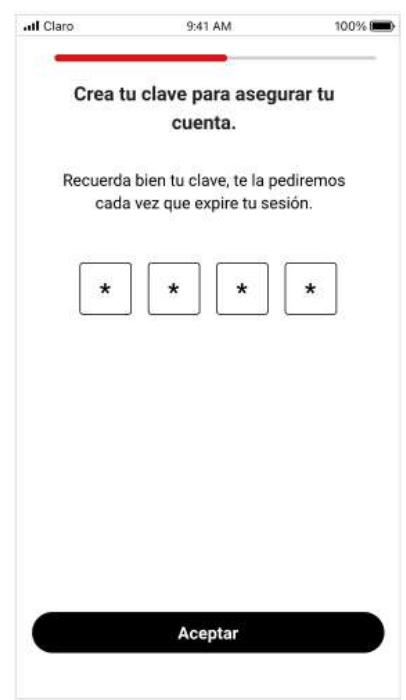 Claro 9:41 AM 100%
Crea tu clave para asegurar tu
cuenta.
Recuerda bien tu clave, te la pediremos
cada vez que expire tu sesión.
* * * *
Aceptar